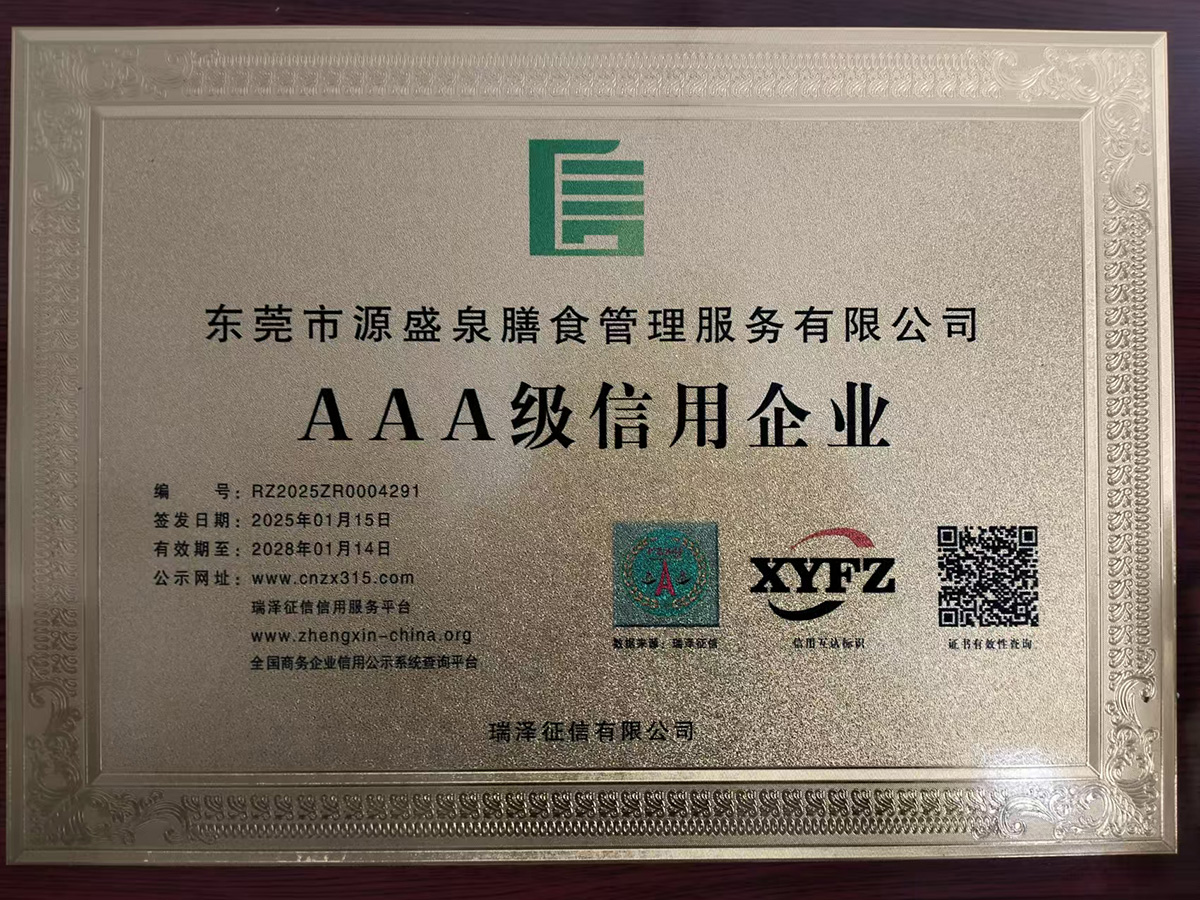 东莞市源盛泉膳食管理服务有限公司
AAA级信用企业
编 号：RZ2025ZR0004291
签发日期：2025年01月15日
有效期至：2028年01月14日
公示网址：www.cnzx315.com
瑞泽征信信用服务平台
www.zhengxin-china.org
全国商务企业信用公示系统查询平台
XYFZ
数据来源：瑞泽征信
信用互达标识
证书有效性查询
瑞泽征信有限公司